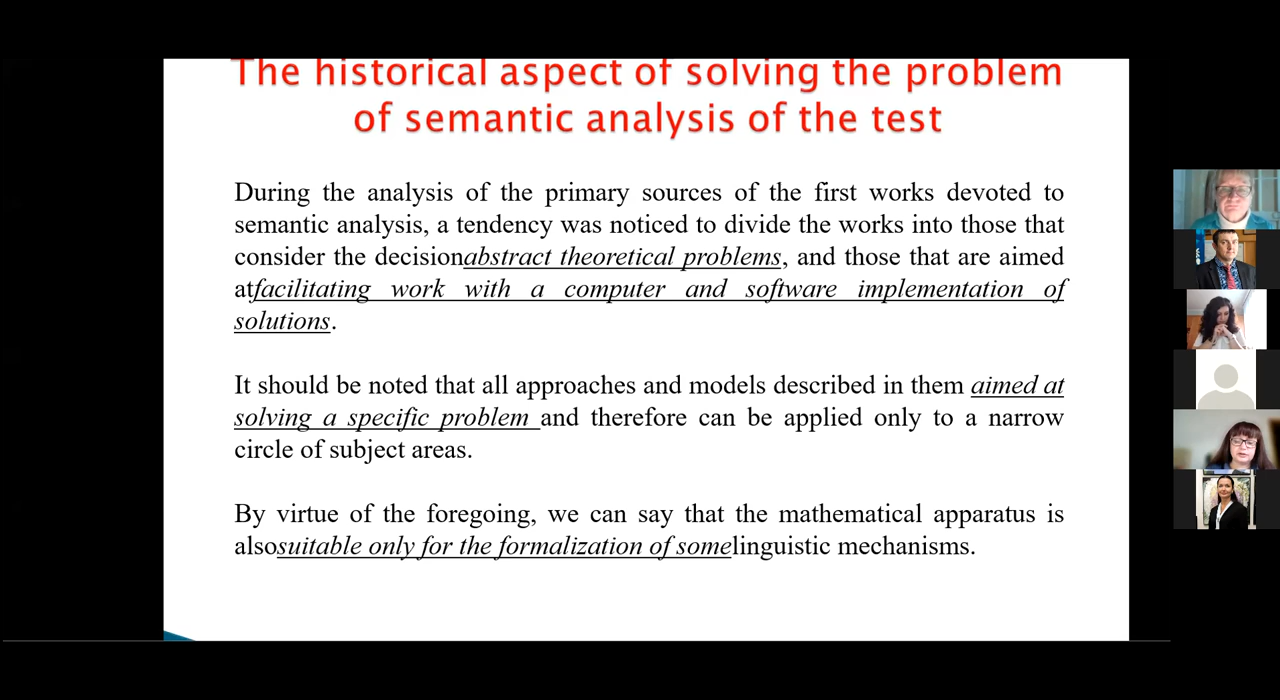 The historical aspect of solving the problem
of semantic analysis of the test
During the analysis of the primary sources of the first works devoted to
semantic analysis, a tendency was noticed to divide the works into those that
consider the decisionabstract theoretical problems, and those that are aimed
atfacilitating work with a computer and software implementation of
solutions.
It should be noted that all approaches and models described in them aimed at
solving a specific problem and therefore can be applied only to a narrow
circle of subject areas.
By virtue of the foregoing, we can say that the mathematical apparatus is
alsosuitable only for the formalization of somelinguistic mechanisms.